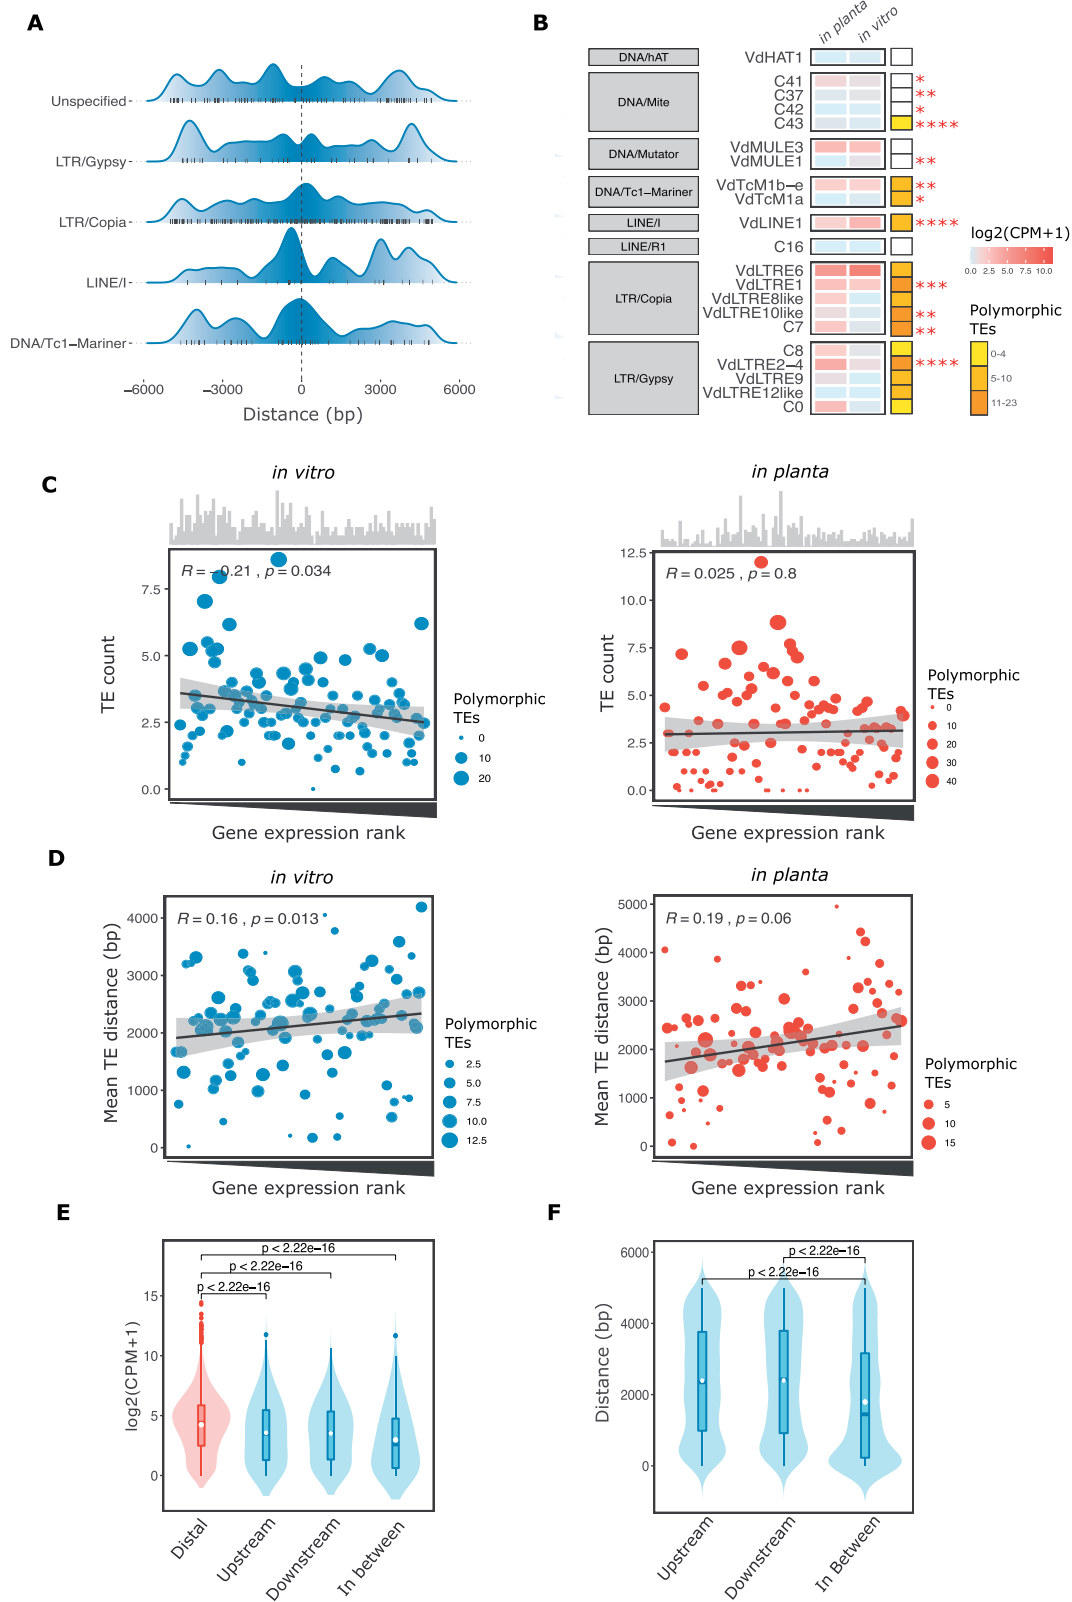 A
Unspecified
LTR/Gypsy
LTR/Copia
LINE/I
DNA/Tc1−Mariner
−6000 −3000 0 3000 6000
Distance (bp)
B
in planta in vitro
DNA/hAT VdHAT1
DNA/Mite
C41 *
C37 **
C42 *
C43 ****
DNA/Mutator
VdMULE3
VdMULE1 **
DNA/Tc1−Mariner
VdTcM1b−e **
VdTcM1a *
LINE/I VdLINE1 ****
LINE/R1 C16
LTR/Copia
VdLTRE6
VdLTRE1 ***
VdLTRE8like
VdLTRE10like **
C7 **
LTR/Gypsy
C8
VdLTRE2−4 ****
VdLTRE9
VdLTRE12like
C0
log2(CPM+1)
0.0 2.5 5.0 7.5 10.0
Polymorphic
TEs
0-4
5-10
11-23
C
in vitro
R = −0.21 , p = 0.034
TE count
7.5
5.0
2.5
0.0
Gene expression rank
Polymorphic
TEs
0
10
20
in planta
R = 0.025 , p = 0.8
TE count
12.5
10.0
7.5
5.0
2.5
0.0
Gene expression rank
Polymorphic
TEs
0
10
20
30
40
D
in vitro
R = 0.16 , p = 0.013
Mean TE distance (bp)
4000
3000
2000
1000
0
Gene expression rank
Polymorphic
TEs
2.5
5.0
7.5
10.0
12.5
in planta
R = 0.19 , p = 0.06
Mean TE distance (bp)
5000
4000
3000
2000
1000
0
Gene expression rank
Polymorphic
TEs
5
10
15
E
p < 2.22e−16
p < 2.22e−16
p < 2.22e−16
log2(CPM+1)
15
10
5
0
Distal Upstream Downstream In between
F
p < 2.22e−16
p < 2.22e−16
Distance (bp)
6000
4000
2000
0
Upstream Downstream In Between